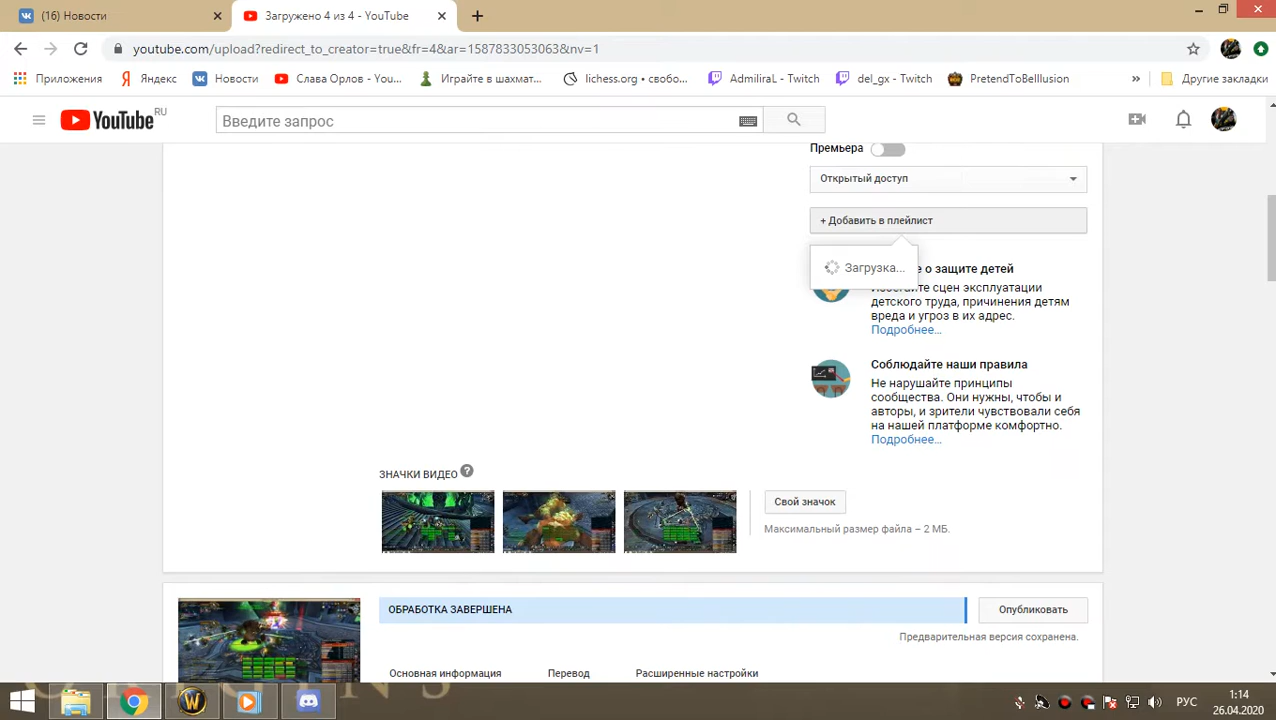 (16) Новости
Загружено 4 из 4 - YouTube
youtube.com/upload?redirect_to_creator=true&fr=4&ar=1587833053063&nv=1
Приложения
Яндекс
Новости
Слава Орлов - You...
Играйте в шахмат...
lichess.org • свобо...
AdmiriraL - Twitch
del_gx - Twitch
PretendToBeIllusion
»
Другие закладки
YouTube RU
Введите запрос
Премьера
Открытый доступ
+ Добавить в плейлист
Загрузка...
е о защите детей
Избегайте сцен эксплуатации
детского труда, причинения детям
вреда и угроз в их адрес.
Подробнее...
Соблюдайте наши правила
Не нарушайте принципы
сообщества. Они нужны, чтобы и
авторы, и зрители чувствовали себя
на нашей платформе комфортно.
Подробнее...
ЗНАЧКИ ВИДЕО ?
Свой значок
Максимальный размер файла – 2 МБ.
ОБРАБОТКА ЗАВЕРШЕНА
Опубликовать
Предварительная версия сохранена.
Основная информация
Перевод
Расширенные настройки
РУС
1:14
26.04.2020